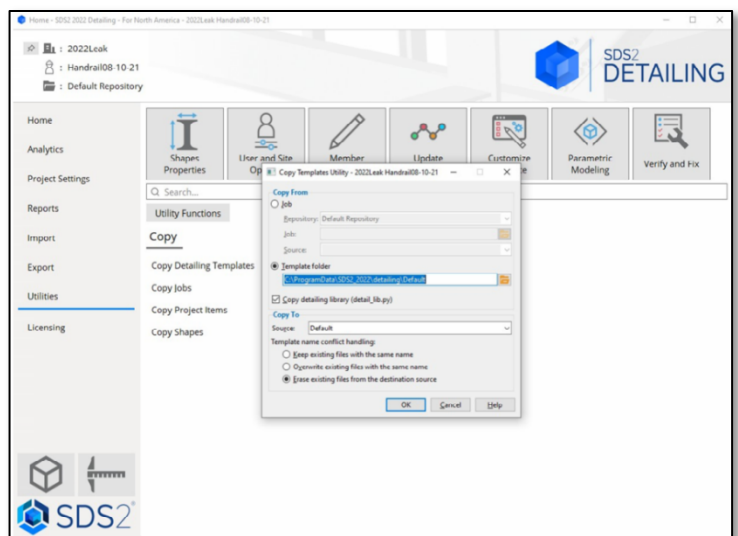 Home - SDS2 2022 Detailing - For North America - 2022Leak Handrail08-10-21
: 2022Leak
: Handrail08-10-21
: Default Repository
SDS2
DETAILING
Home
Analytics
Project Settings
Reports
Import
Export
Utilities
Licensing
Shapes
Properties
User and Site
Op
Member
Update
Customize
Parametric
Modeling
Verify and Fix
Search...
Utility Functions
Copy
Copy Detailing Templates
Copy Jobs
Copy Project Items
Copy Shapes
Copy Templates Utility - 2022Leak Handrail08-10-21
Copy From
Job
Repository: Default Repository
Job:
Source:
Template folder
C:\ProgramData\SDS2_2022\detailing\Default
Copy detailing library (detail_lib.py)
Copy To
Source: Default
Template name conflict handling:
Keep existing files with the same name
Overwrite existing files with the same name
Erase existing files from the destination source
OK Cancel Help
SDS2